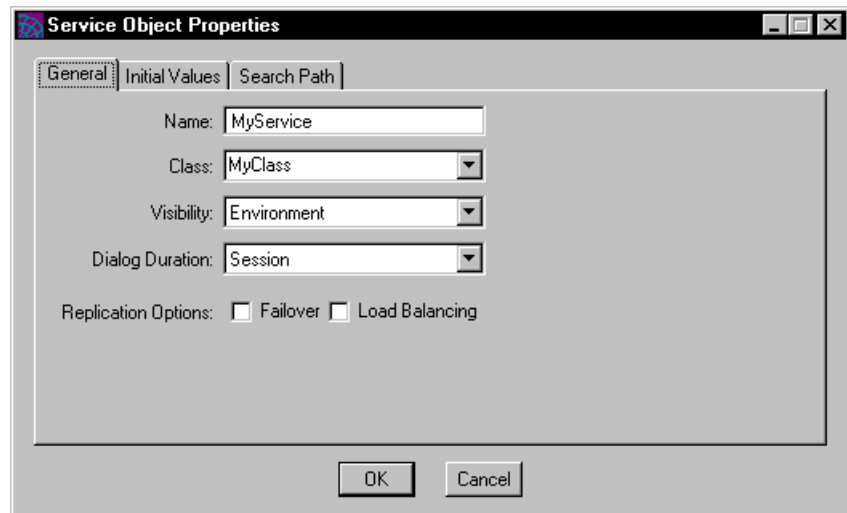 Service Object Properties
General Initial Values Search Path
Name: MyService
Class: MyClass
Visibility: Environment
Dialog Duration: Session
Replication Options: Failover Load Balancing
OK Cancel